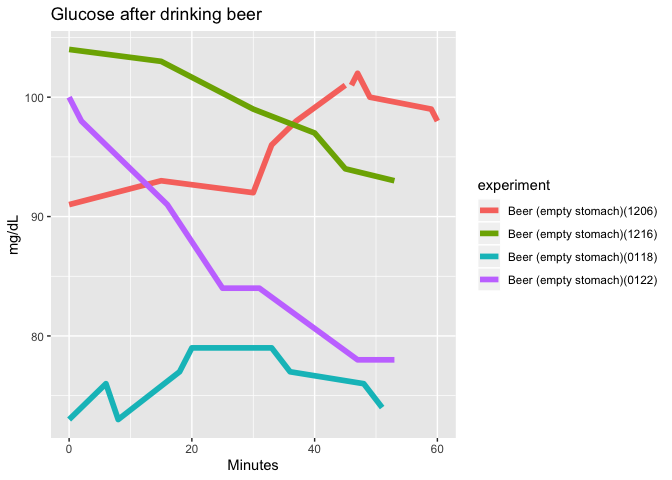 Glucose after drinking beer
100
90
80
mg/dL
0 20 40 60
Minutes
experiment
Beer (empty stomach)(1206)
Beer (empty stomach)(1216)
Beer (empty stomach)(0118)
Beer (empty stomach)(0122)